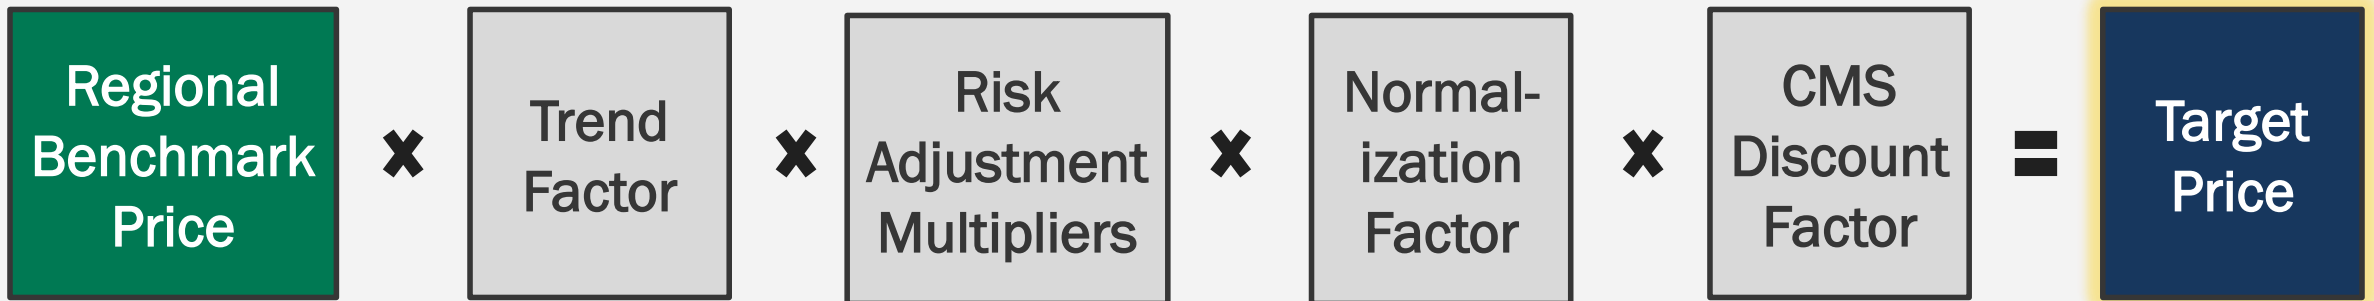 Regional
Benchmark
Price
×
Trend
Factor
×
Risk
Adjustment
Multipliers
×
Normal-
ization
Factor
×
CMS
Discount
Factor
=
Target
Price